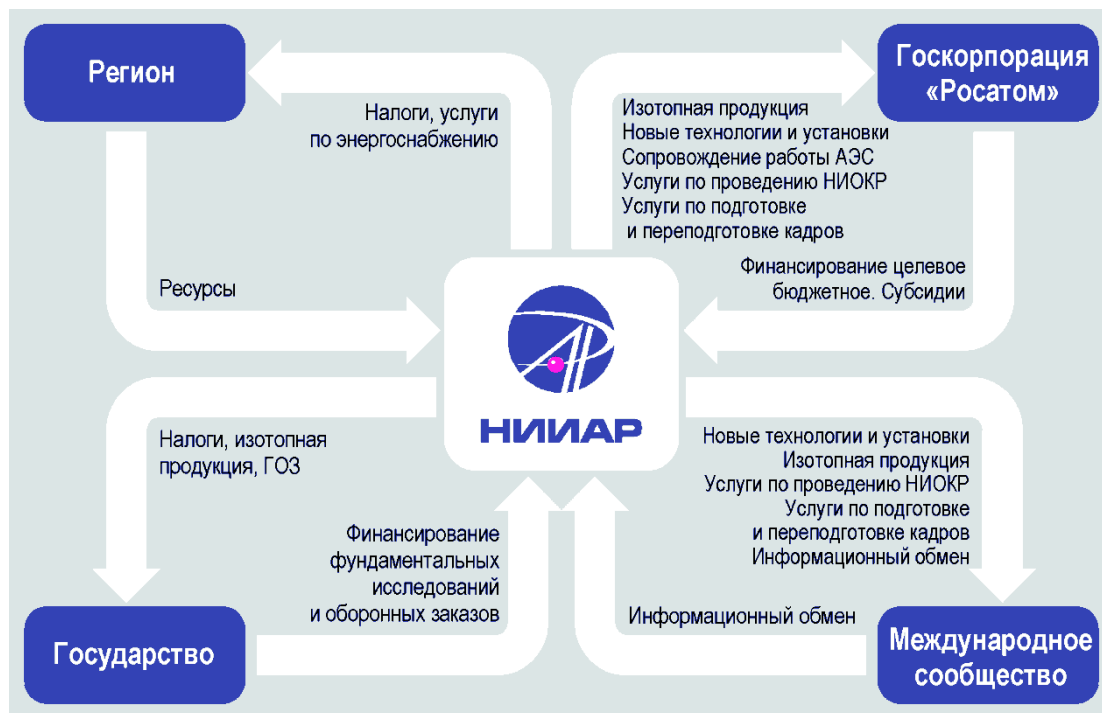 Регион
Госкорпорация
«Росатом»
Налоги, услуги
по энергоснабжению
Изотопная продукция
Новые технологии и установки
Сопровождение работы АЭС
Услуги по проведению НИОКР
Услуги по подготовке
и переподготовке кадров
Ресурсы
Финансирование целевое
бюджетное. Субсидии
НИИАР
Налоги, изотопная
продукция, ГОЗ
Новые технологии и установки
Изотопная продукция
Услуги по проведению НИОКР
Услуги по подготовке
и переподготовке кадров
Информационный обмен
Финансирование
фундаментальных
исследований
и оборонных заказов
Информационный обмен
Государство
Международное
сообщество